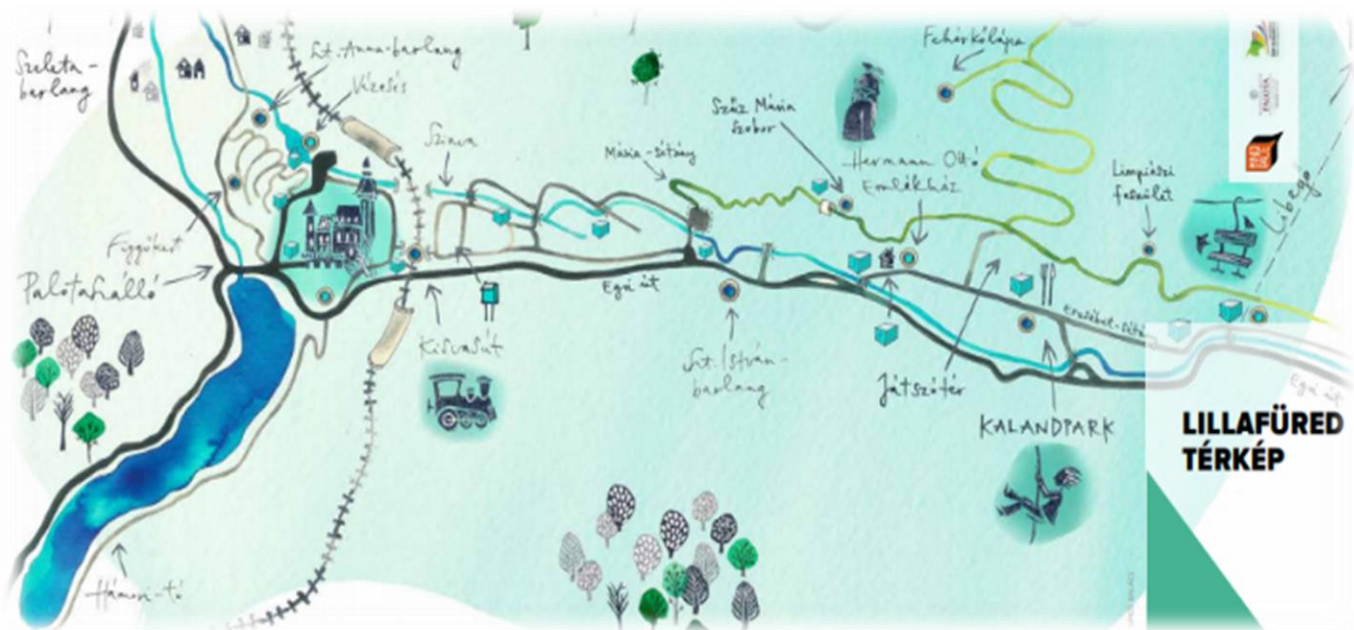 Szeleta-
barlang
Szt. Anna-barlang
Vízesés
Szinva
Függőkert
Palotaszálló
Hámori-tó
Kisvasút
Egri út
Mária-sétány
Szűz Mária
szobor
Fehérkőlápa
Hermann Ottó
Emlékház
Limpiászi
feszület
Libegő
Szt. István-
barlang
Játszótér
Erzsébet-sétány
KALANDPARK
Egri út
LILLAFÜRED
TÉRKÉP